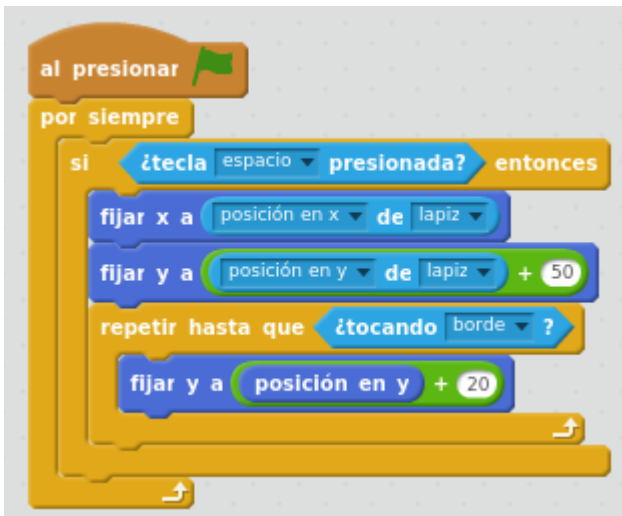 al presionar
por siempre
si ¿tecla espacio presionada? entonces
fijar x a posición en x de lapiz
fijar y a posición en y de lapiz + 50
repetir hasta que ¿tocando borde ?
fijar y a posición en y + 20